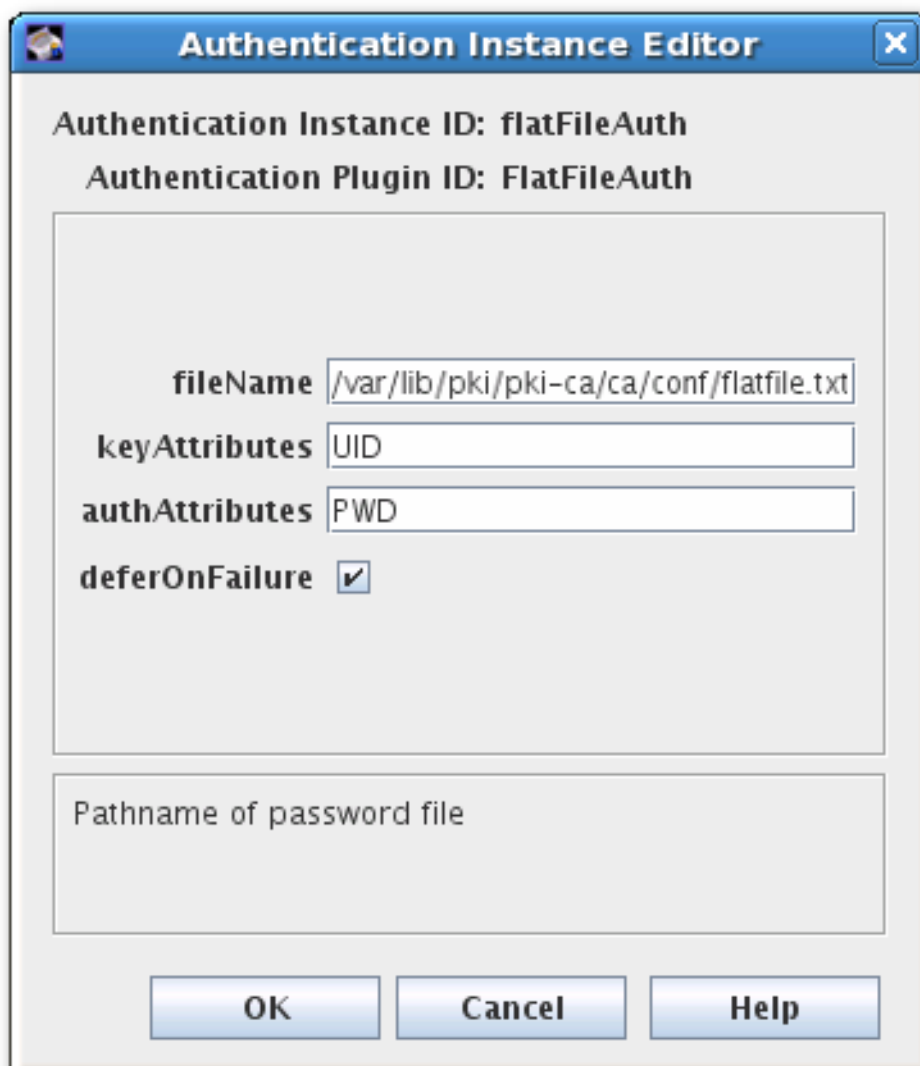 Authentication Instance Editor
Authentication Instance ID: flatFileAuth
Authentication Plugin ID: FlatFileAuth
fileName /var/lib/pki/pki-ca/ca/conf/flatfile.txt
keyAttributes UID
authAttributes PWD
deferOnFailure
Pathname of password file
OK Cancel Help